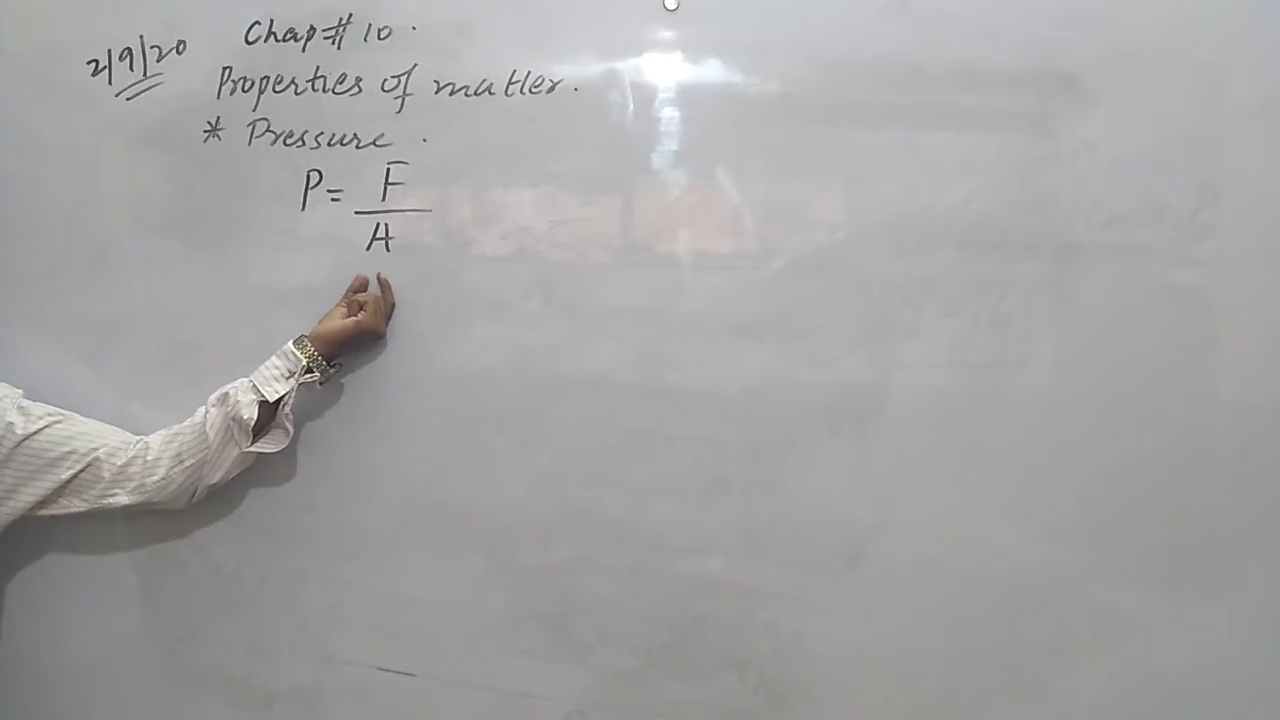 2/9/20
Chap # 10.
Properties of matter.
* Pressure.
P = F
A